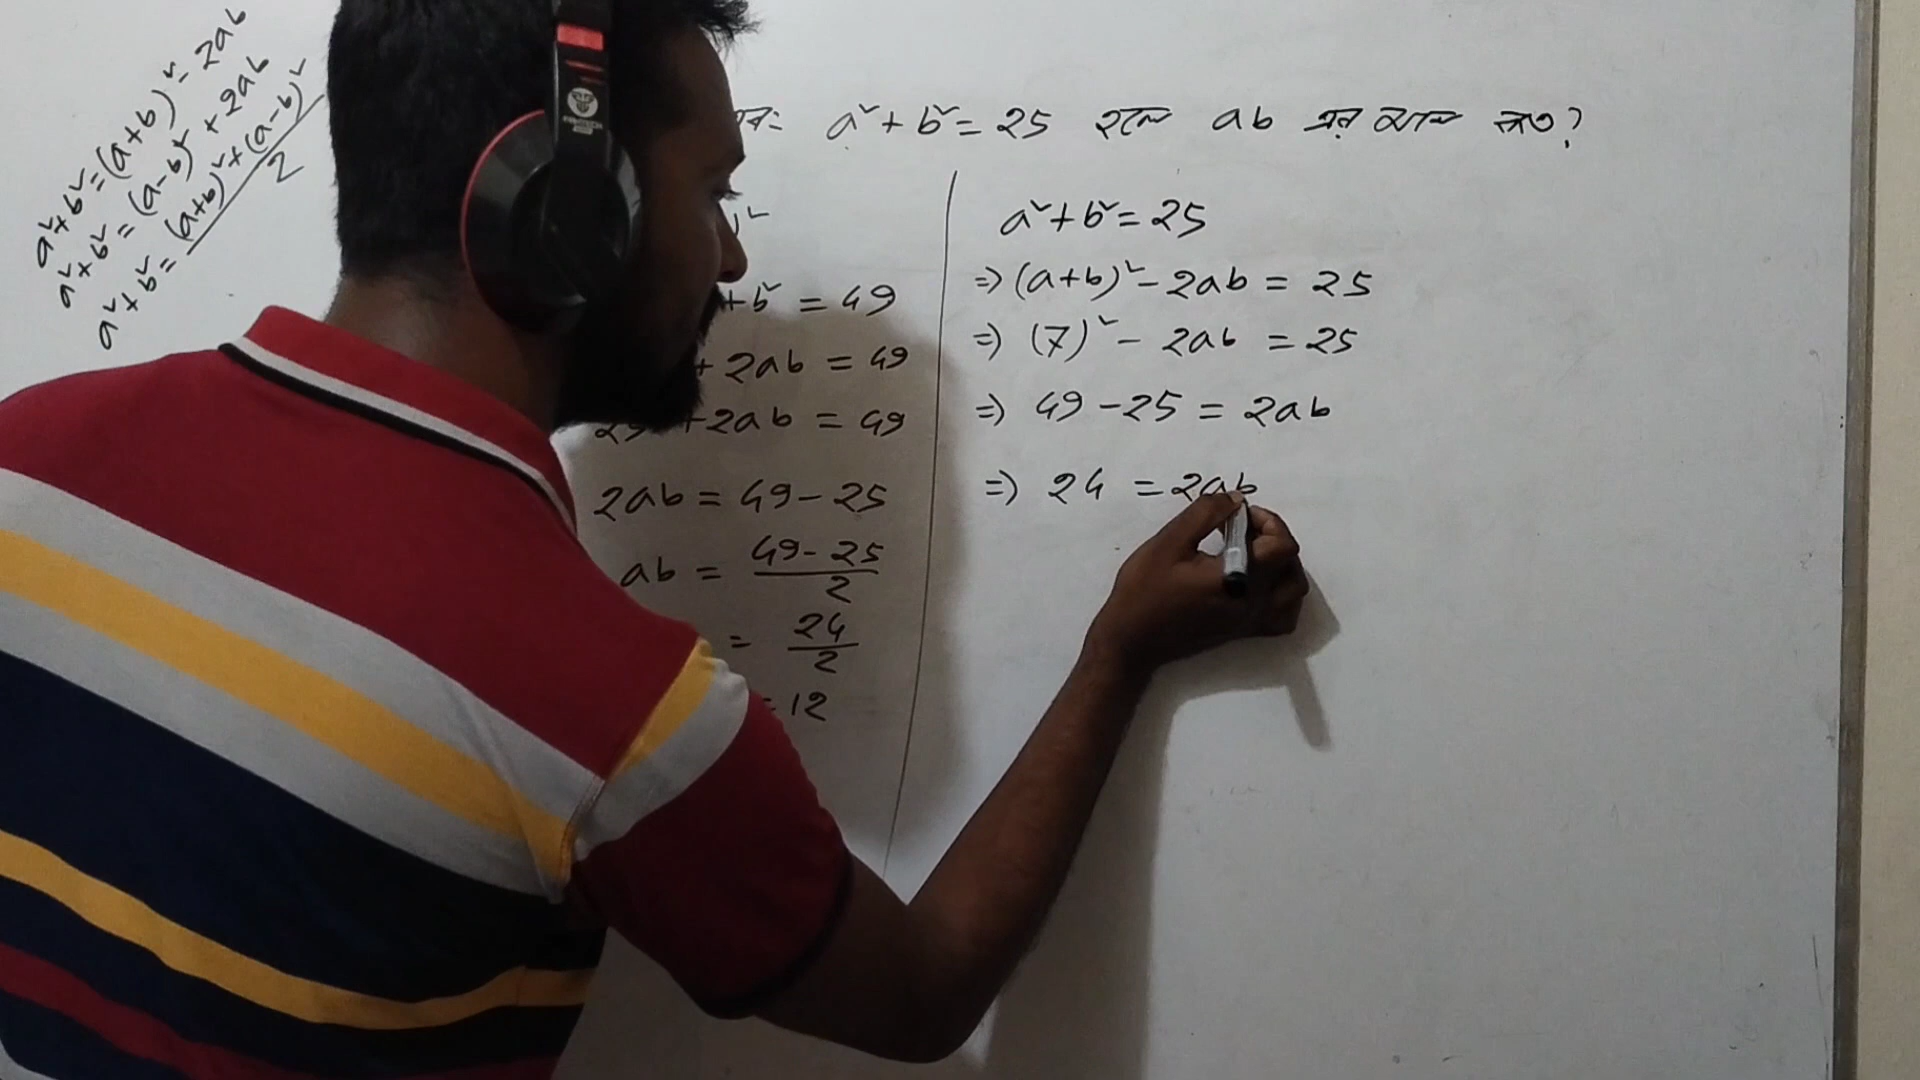 a²+b²=(a+b)²-2ab
a²+b²=(a-b)²+2ab
a²+b²=(a+b)²+(a-b)²
2
a²+b²=25 হলে ab এর মান কত?
)²
+b²=49
+2ab=49
25+2ab=49
2ab=49-25
ab=49-25
2
=24
2
=12
a²+b²=25
=>(a+b)²-2ab=25
=>(7)²-2ab=25
=>49-25=2ab
=>24=2ab